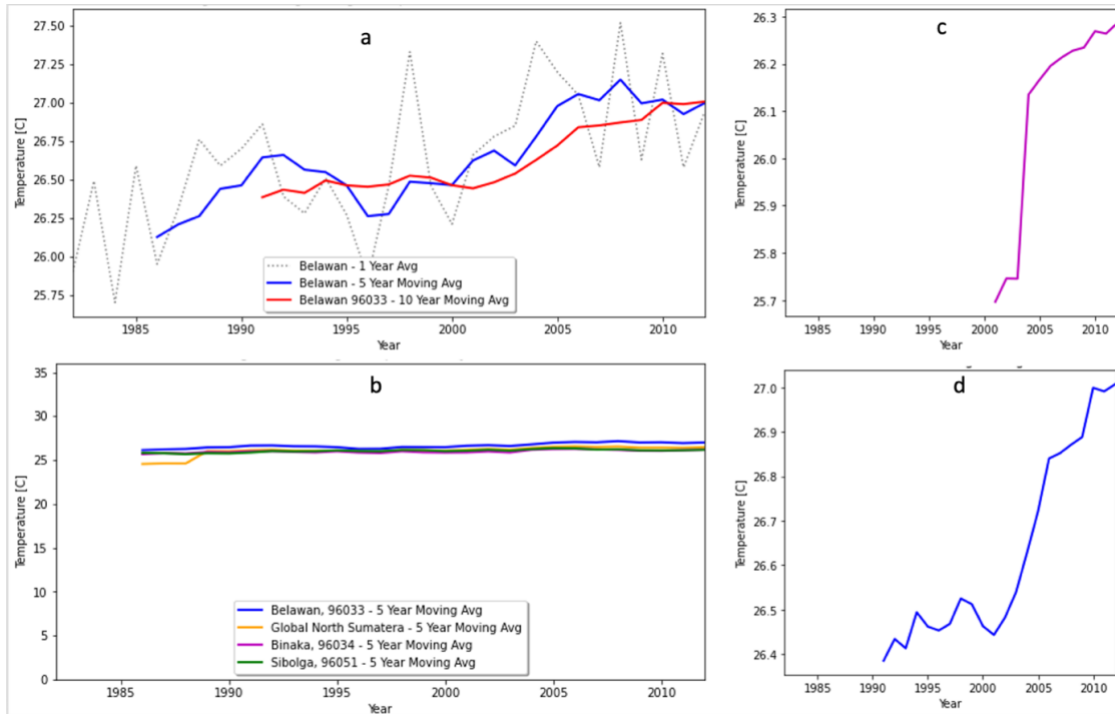 a
27.50
27.25
27.00
26.75
26.50
26.25
26.00
25.75
Temperature [C]
Belawan - 1 Year Avg
Belawan - 5 Year Moving Avg
Belawan 96033 - 10 Year Moving Avg
1985 1990 1995 2000 2005 2010
Year
c
26.3
26.2
26.1
26.0
25.9
25.8
25.7
Temperature [C]
1985 1990 1995 2000 2005 2010
Year
b
35
30
25
20
15
10
5
0
Temperature [C]
Belawan, 96033 - 5 Year Moving Avg
Global North Sumatera - 5 Year Moving Avg
Binaka, 96034 - 5 Year Moving Avg
Sibolga, 96051 - 5 Year Moving Avg
1985 1990 1995 2000 2005 2010
Year
d
27.0
26.9
26.8
26.7
26.6
26.5
26.4
Temperature [C]
1985 1990 1995 2000 2005 2010
Year